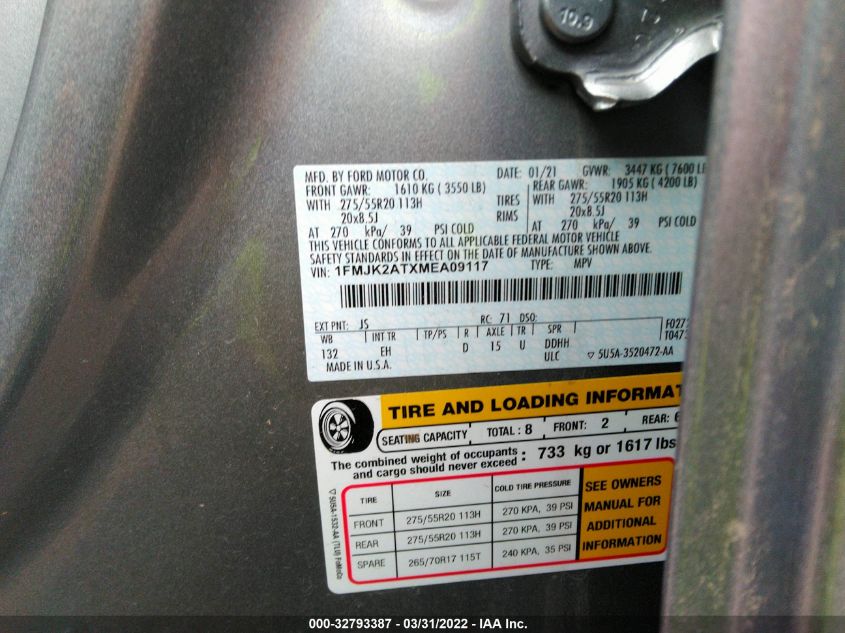 10.9
MFD. BY FORD MOTOR CO. DATE: 01/21 GVWR: 3447 KG ( 7600 LB
FRONT GAWR: 1610 KG ( 3550 LB) REAR GAWR: 1905 KG ( 4200 LB)
WITH 275/55R20 113H TIRES WITH 275/55R20 113H
20x8.5J RIMS 20x8.5J
AT 270 kPa/ 39 PSI COLD AT 270 kPa/ 39 PSI COLD
THIS VEHICLE CONFORMS TO ALL APPLICABLE FEDERAL MOTOR VEHICLE
SAFETY STANDARDS IN EFFECT ON THE DATE OF MANUFACTURE SHOWN ABOVE.
VIN: 1FMJK2ATXMEA09117 TYPE: MPV
EXT PNT: JS RC: 71 DSO:
WB INT TR TP/PS R AXLE TR SPR
132 EH D 15 U DDHH
ULC
F027
T047
MADE IN U.S.A. ▽ 5U5A-3520472-AA
TIRE AND LOADING INFORMAT
SEATING CAPACITY TOTAL: 8 FRONT: 2 REAR: 6
The combined weight of occupants and cargo should never exceed : 733 kg or 1617 lbs
TIRE SIZE COLD TIRE PRESSURE
FRONT 275/55R20 113H 270 KPA, 39 PSI
REAR 275/55R20 113H 270 KPA, 39 PSI
SPARE 265/70R17 115T 240 KPA, 35 PSI
SEE OWNERS
MANUAL FOR
ADDITIONAL
INFORMATION
▽ 5U5A-1532-AA (TLU) FoMoCo
000-32793387 - 03/31/2022 - IAA Inc.